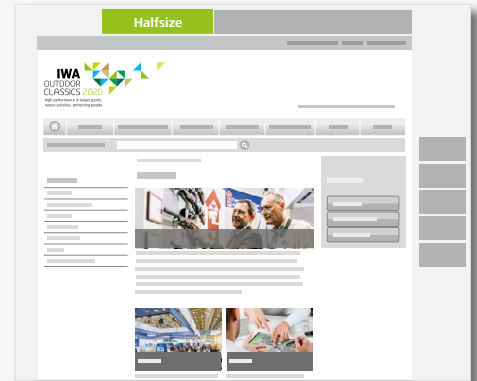 Halfsize
IWA
OUTDOOR
CLASSICS 2020
High performance in target sports,
nature activities, protecting people